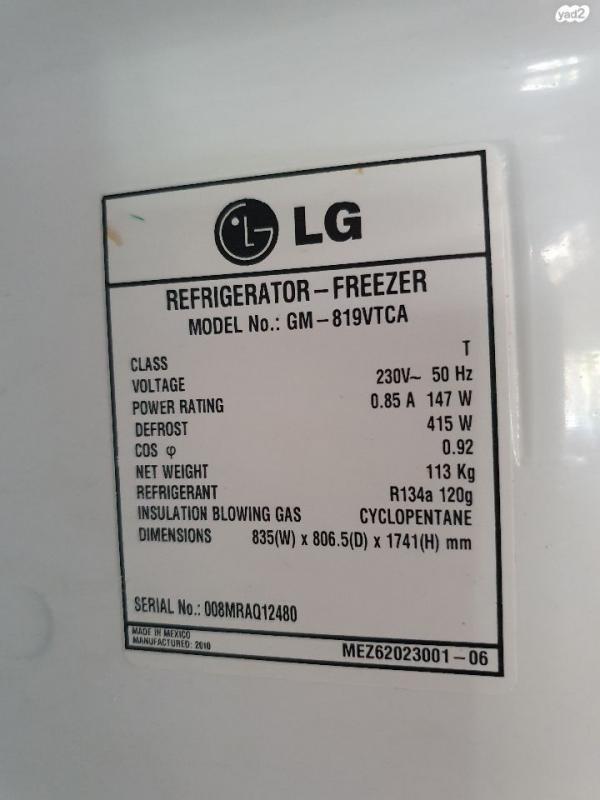 yad2
LG
REFRIGERATOR – FREEZER
MODEL No.: GM – 819VTCA
CLASS T
VOLTAGE 230V~ 50 Hz
POWER RATING 0.85 A 147 W
DEFROST 415 W
COS φ 0.92
NET WEIGHT 113 Kg
REFRIGERANT R134a 120g
INSULATION BLOWING GAS CYCLOPENTANE
DIMENSIONS 835(W) x 806.5(D) x 1741(H) mm
SERIAL No.: 008MRAQ12480
MADE IN MEXICO
MANUFACTURED: 2010
MEZ62023001 – 06